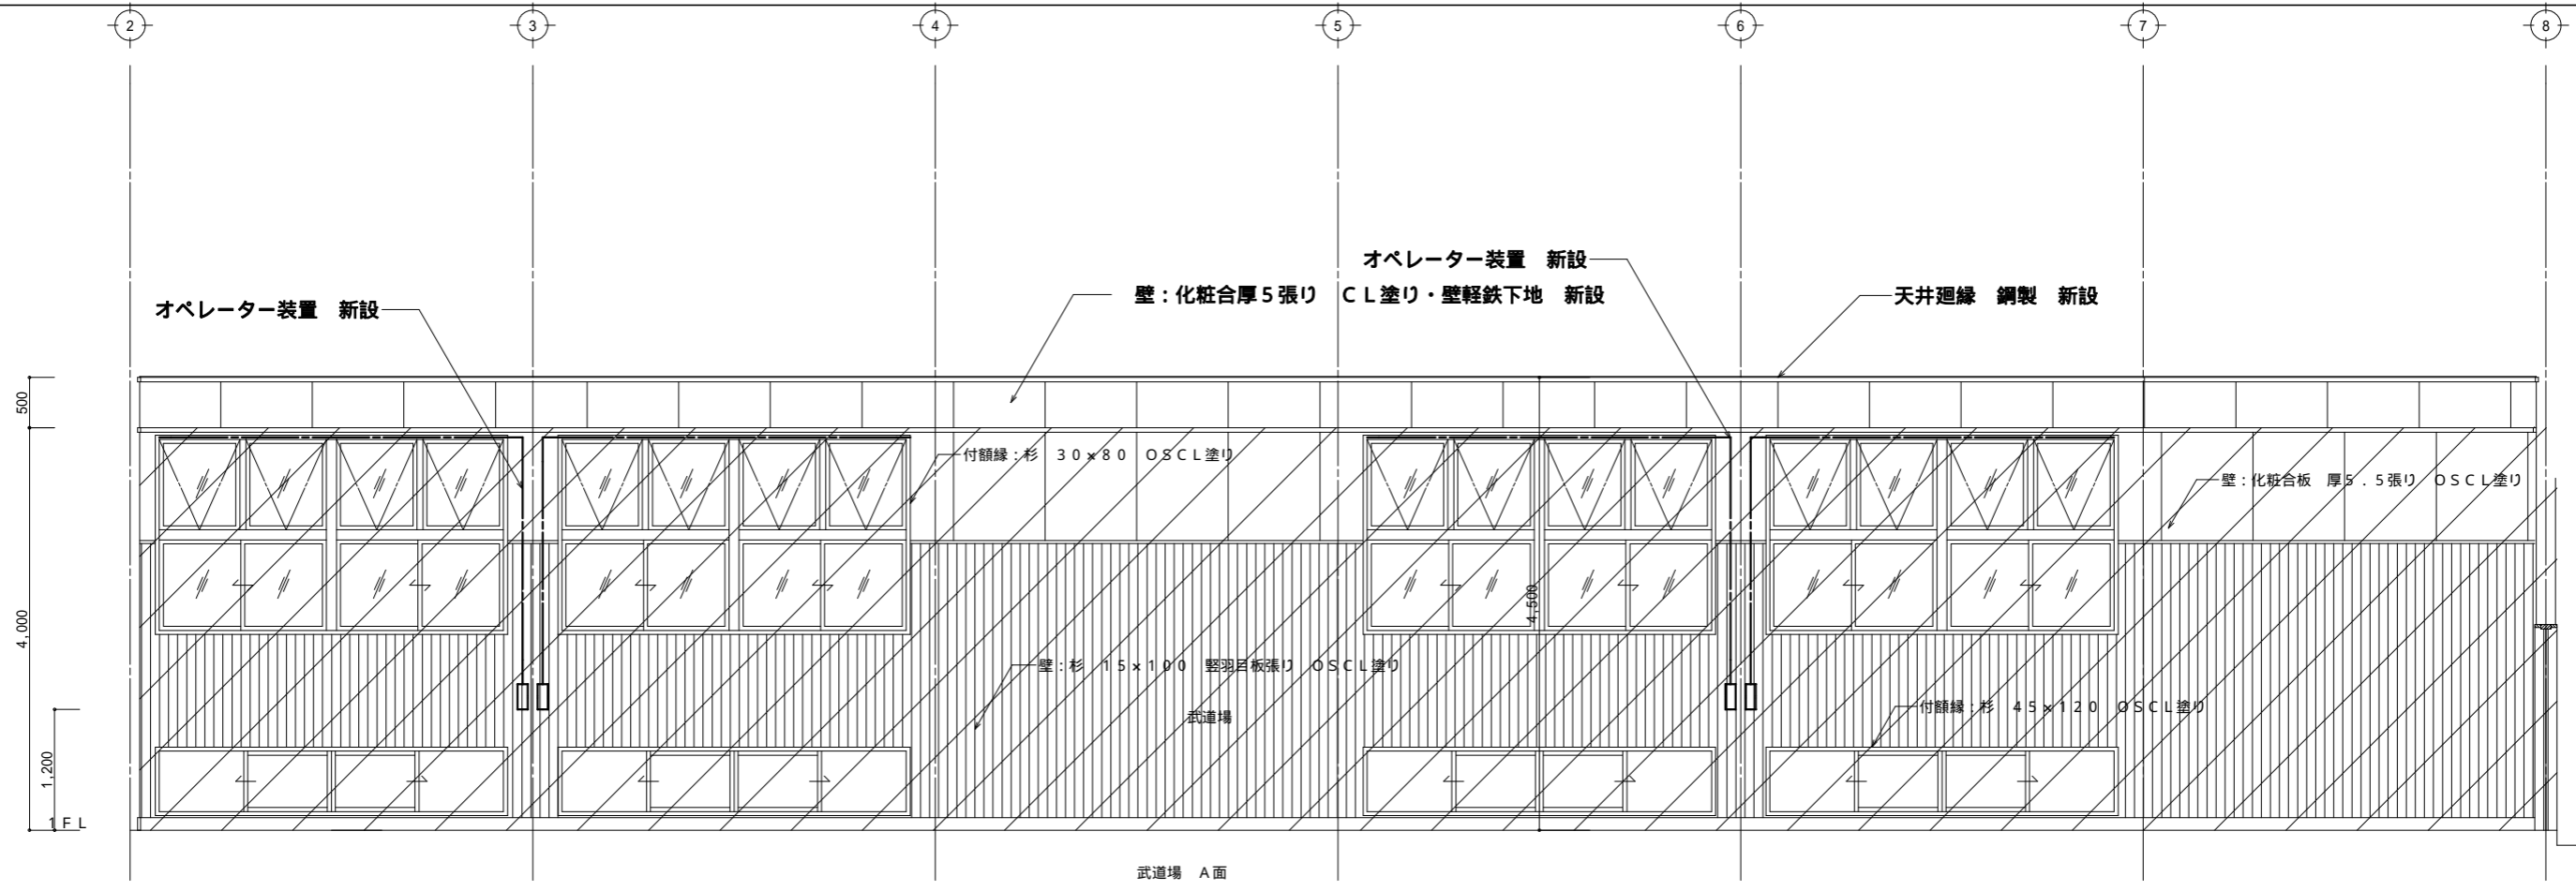 2 3 4 5 6 7 8
オペレーター装置　新設
壁：化粧合厚５張り　ＣＬ塗り・壁軽鉄下地　新設
天井廻縁　鋼製　新設
オペレーター装置　新設
500
付額縁：杉　３０×８０　ＯＳＣＬ塗り
壁：化粧合板　厚５．５張り　ＯＳＣＬ塗り
4,000
4,500
壁：杉　１５×１００　竪羽目板張り　ＯＳＣＬ塗り
付額縁：杉　４５×１２０　ＯＳＣＬ塗り
武道場
1,200
１ＦＬ
武道場　Ａ面